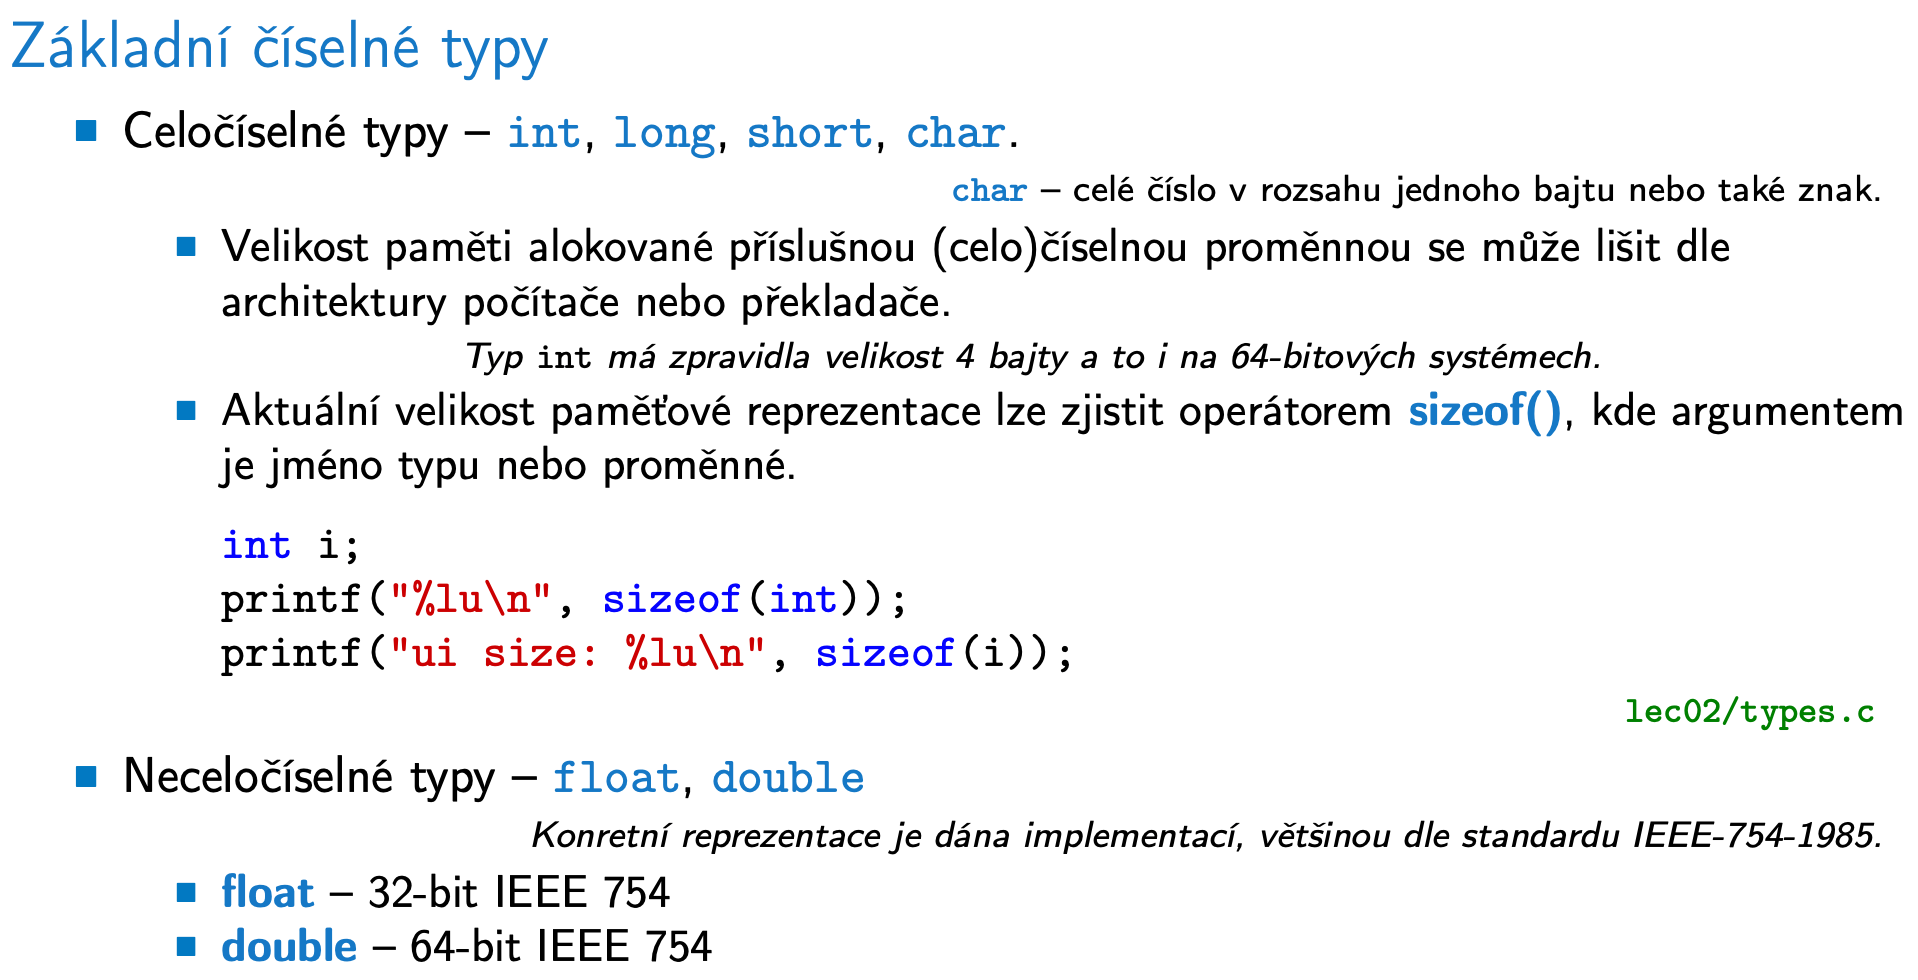 Základní číselné typy
Celočíselné typy – int, long, short, char.
char – celé číslo v rozsahu jednoho bajtu nebo také znak.
Velikost paměti alokované příslušnou (celo)číselnou proměnnou se může lišit dle
architektury počítače nebo překladače.
Typ int má zpravidla velikost 4 bajty a to i na 64-bitových systémech.
Aktuální velikost paměťové reprezentace lze zjistit operátorem sizeof(), kde argumentem
je jméno typu nebo proměnné.
int i;
printf("%lu\n", sizeof(int));
printf("ui size: %lu\n", sizeof(i));
lec02/types.c
Neceločíselné typy – float, double
Konretní reprezentace je dána implementací, většinou dle standardu IEEE-754-1985.
float – 32-bit IEEE 754
double – 64-bit IEEE 754